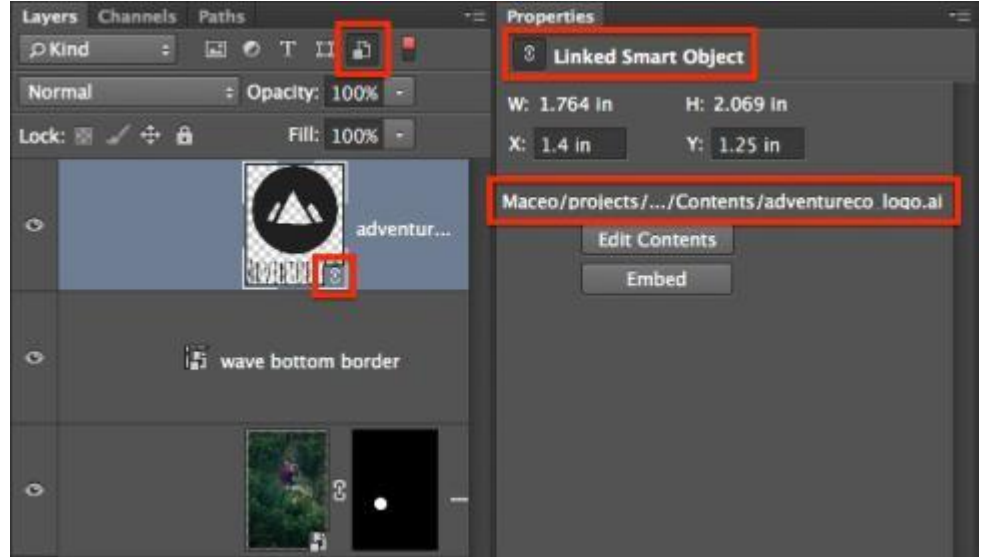 Layers Channels Paths
Kind
T
Normal Opacity: 100%
Lock: Fill: 100%
adventur...
wave bottom border
Properties
Linked Smart Object
W: 1.764 in H: 2.069 in
X: 1.4 in Y: 1.25 in
Maceo/projects/.../Contents/adventureco_logo.ai
Edit Contents
Embed